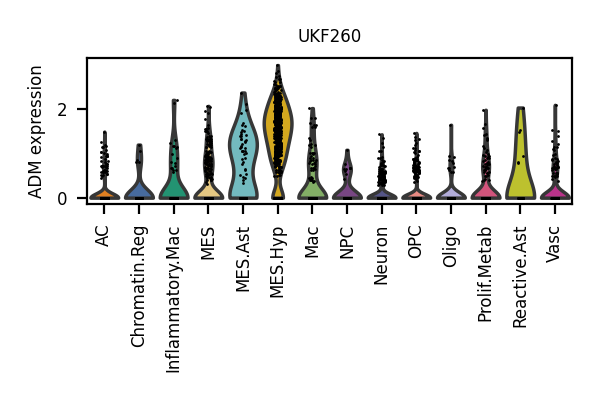 UKF260
ADM expression
2
0
AC
Chromatin.Reg
Inflammatory.Mac
MES
MES.Ast
MES.Hyp
Mac
NPC
Neuron
OPC
Oligo
Prolif.Metab
Reactive.Ast
Vasc